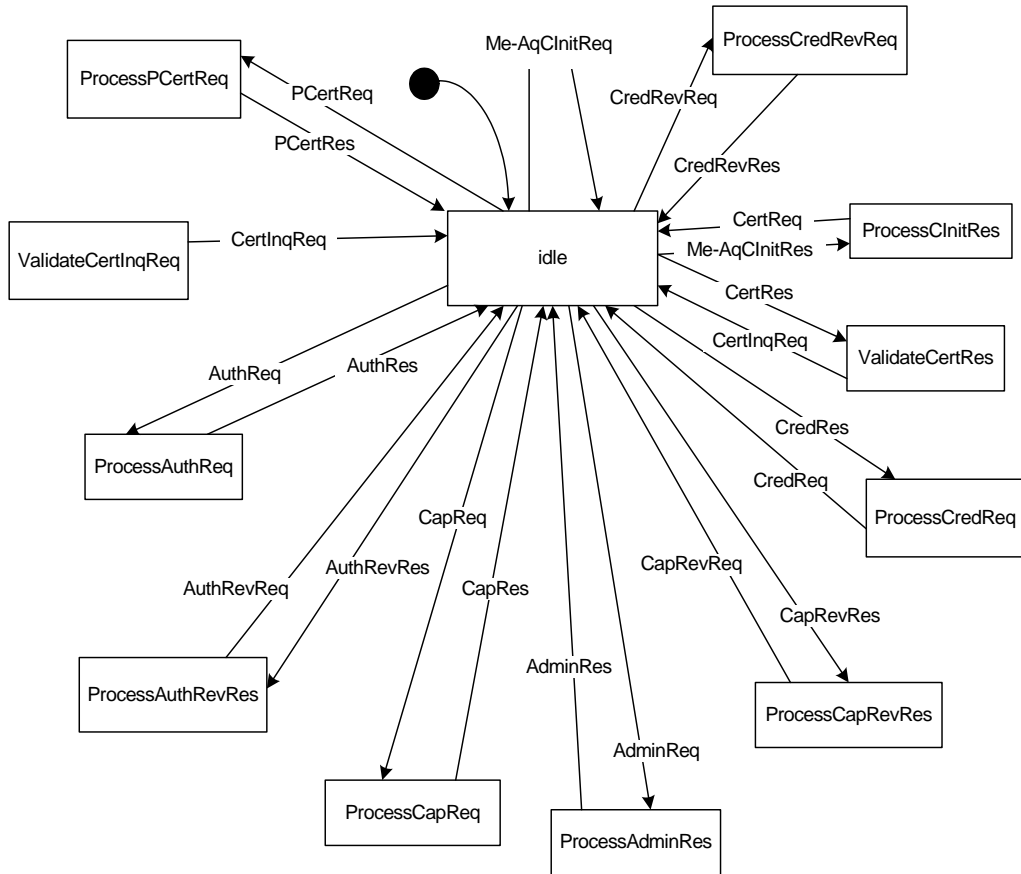 ProcessCredRevReq
Me-AqCInitReq
ProcessPCertReq
PCertReq
CredRevReq
PCertRes
CredRevRes
CertReq
ProcessCInitRes
CertInqReq
Me-AqCInitRes
ValidateCertInqReq
idle
CertRes
CertInqReq
ValidateCertRes
AuthRes
AuthReq
CredRes
ProcessAuthReq
CredReq
ProcessCredReq
CapReq
CapRevReq
AuthRevRes
AuthRevReq
CapRes
CapRevRes
AdminRes
ProcessAuthRevRes
ProcessCapRevRes
AdminReq
ProcessCapReq
ProcessAdminRes